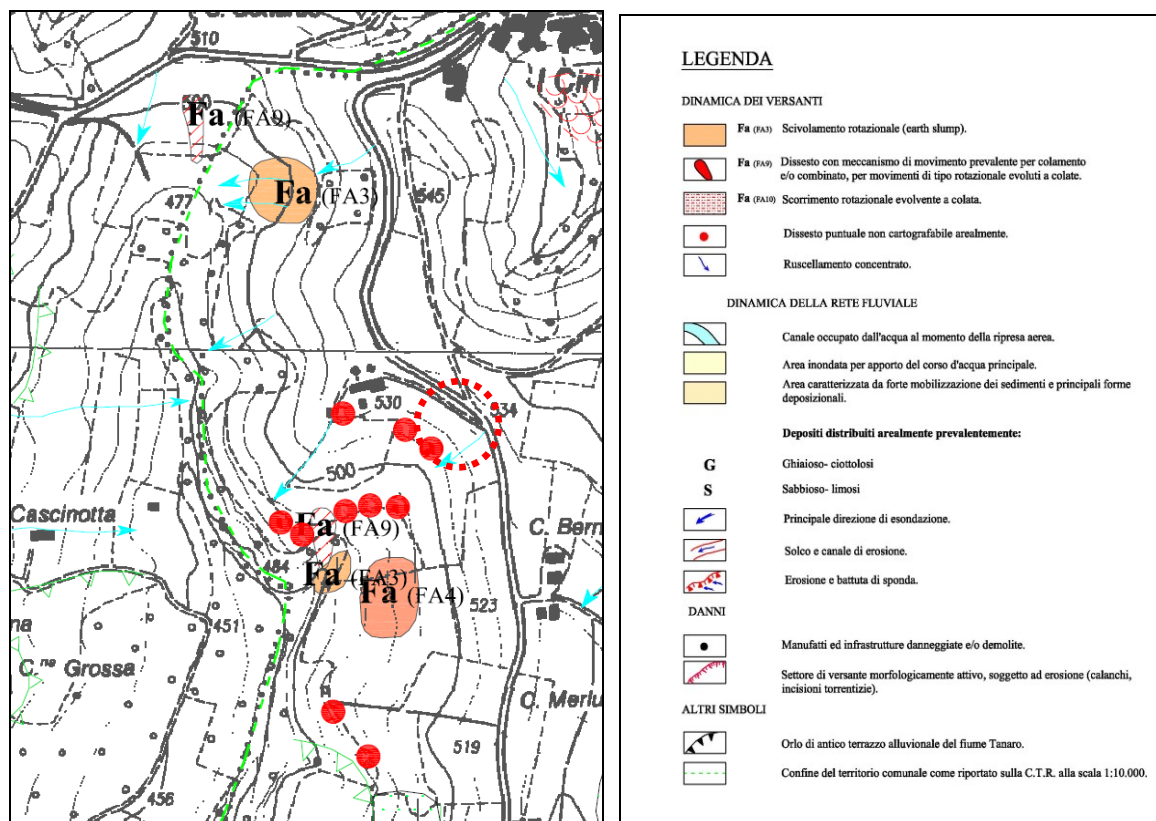 510
I Ciri
500
Fa (FA9)
Fa (FA3)
477
545
530
534
500
Cascinotta
Fa (FA9)
C. Bern
484
Fa (FA3)
Fa (FA4)
523
451
na
C.na Grossa
C. Meriu
519
456
LEGENDA
DINAMICA DEI VERSANTI
Fa (FA3) Scivolamento rotazionale (earth slump).
Fa (FA9) Dissesto con meccanismo di movimento prevalente per colamento
e/o combinato, per movimenti di tipo rotazionale evoluti a colate.
Fa (FA10) Scorrimento rotazionale evolvente a colata.
Dissesto puntuale non cartografabile arealmente.
Ruscellamento concentrato.
DINAMICA DELLA RETE FLUVIALE
Canale occupato dall'acqua al momento della ripresa aerea.
Area inondata per apporto del corso d'acqua principale.
Area caratterizzata da forte mobilizzazione dei sedimenti e principali forme
deposizionali.
Depositi distribuiti arealmente prevalentemente:
G Ghiaioso- ciottolosi
S Sabbioso- limosi
Principale direzione di esondazione.
Solco e canale di erosione.
Erosione e battuta di sponda.
DANNI
Manufatti ed infrastrutture danneggiate e/o demolite.
Settore di versante morfologicamente attivo, soggetto ad erosione (calanchi,
incisioni torrentizie).
ALTRI SIMBOLI
Orlo di antico terrazzo alluvionale del fiume Tanaro.
Confine del territorio comunale come riportato sulla C.T.R. alla scala 1:10.000.